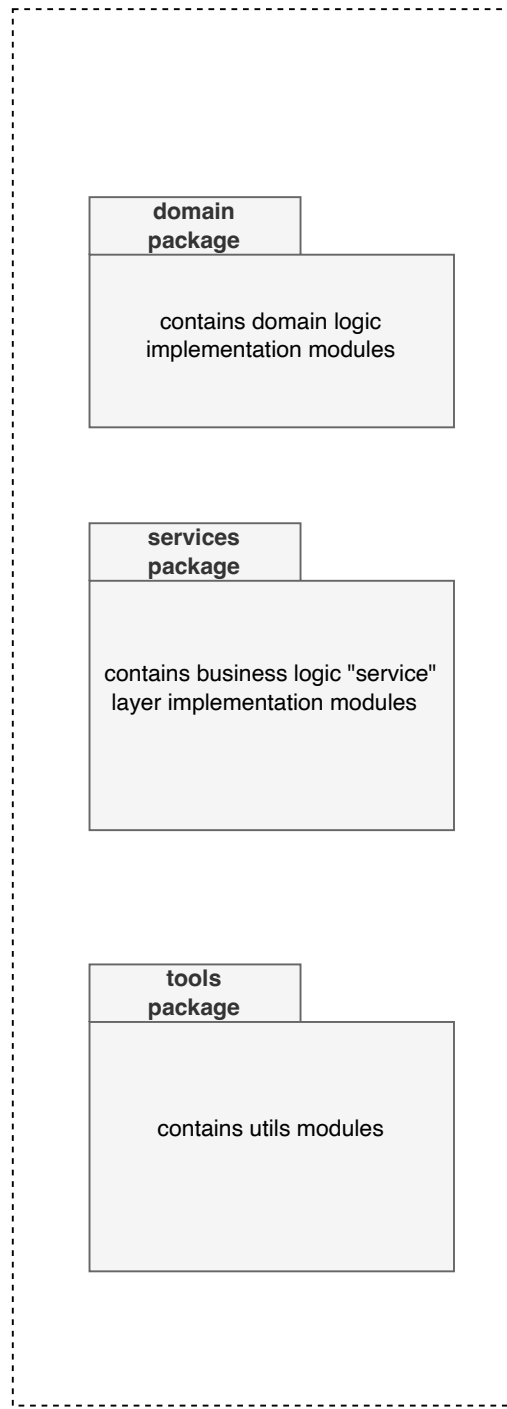 domain
package
contains domain logic
implementation modules
services
package
contains business logic "service"
layer implementation modules
tools
package
contains utils modules